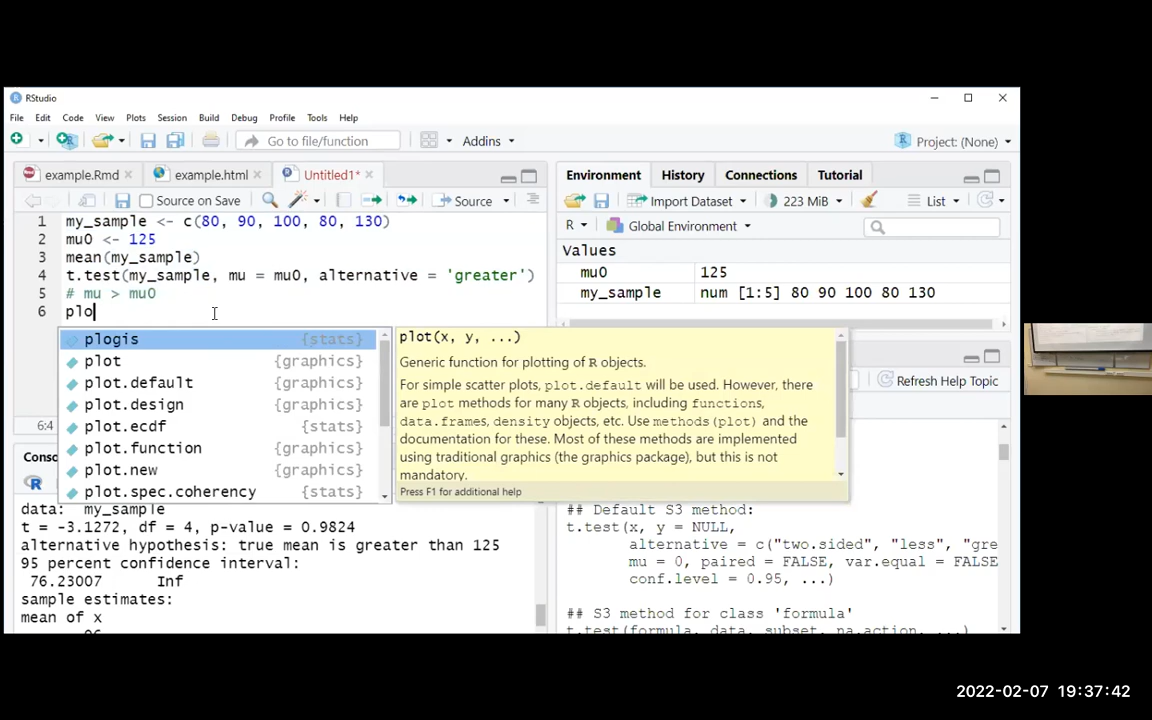 RStudio
File Edit Code View Plots Session Build Debug Profile Tools Help
Go to file/function Addins Project: (None)
example.Rmd example.html Untitled1*
Source on Save Source
1 my_sample <- c(80, 90, 100, 80, 130)
2 mu0 <- 125
3 mean(my_sample)
4 t.test(my_sample, mu = mu0, alternative = 'greater')
5 # mu > mu0
6 plo
plogis {stats}
plot {graphics}
plot.default {graphics}
plot.design {graphics}
plot.ecdf {stats}
plot.function {graphics}
plot.new {graphics}
plot.spec.coherency {stats}
plot(x, y, ...)
Generic function for plotting of R objects.
For simple scatter plots, plot.default will be used. However, there
are plot methods for many R objects, including functions,
data.frames, density objects, etc. Use methods(plot) and the
documentation for these. Most of these methods are implemented
using traditional graphics (the graphics package), but this is not
mandatory.
Press F1 for additional help
6:4
Conso
data: my_sample
t = -3.1272, df = 4, p-value = 0.9824
alternative hypothesis: true mean is greater than 125
95 percent confidence interval:
76.23007 Inf
sample estimates:
mean of x
96
Environment History Connections Tutorial
Import Dataset 223 MiB List
R Global Environment
Values
mu0 125
my_sample num [1:5] 80 90 100 80 130
Refresh Help Topic
## Default S3 method:
t.test(x, y = NULL,
alternative = c("two.sided", "less", "gre
mu = 0, paired = FALSE, var.equal = FALSE
conf.level = 0.95, ...)
## S3 method for class 'formula'
t.test(formula, data, subset, na.action, ...)
2022-02-07 19:37:42